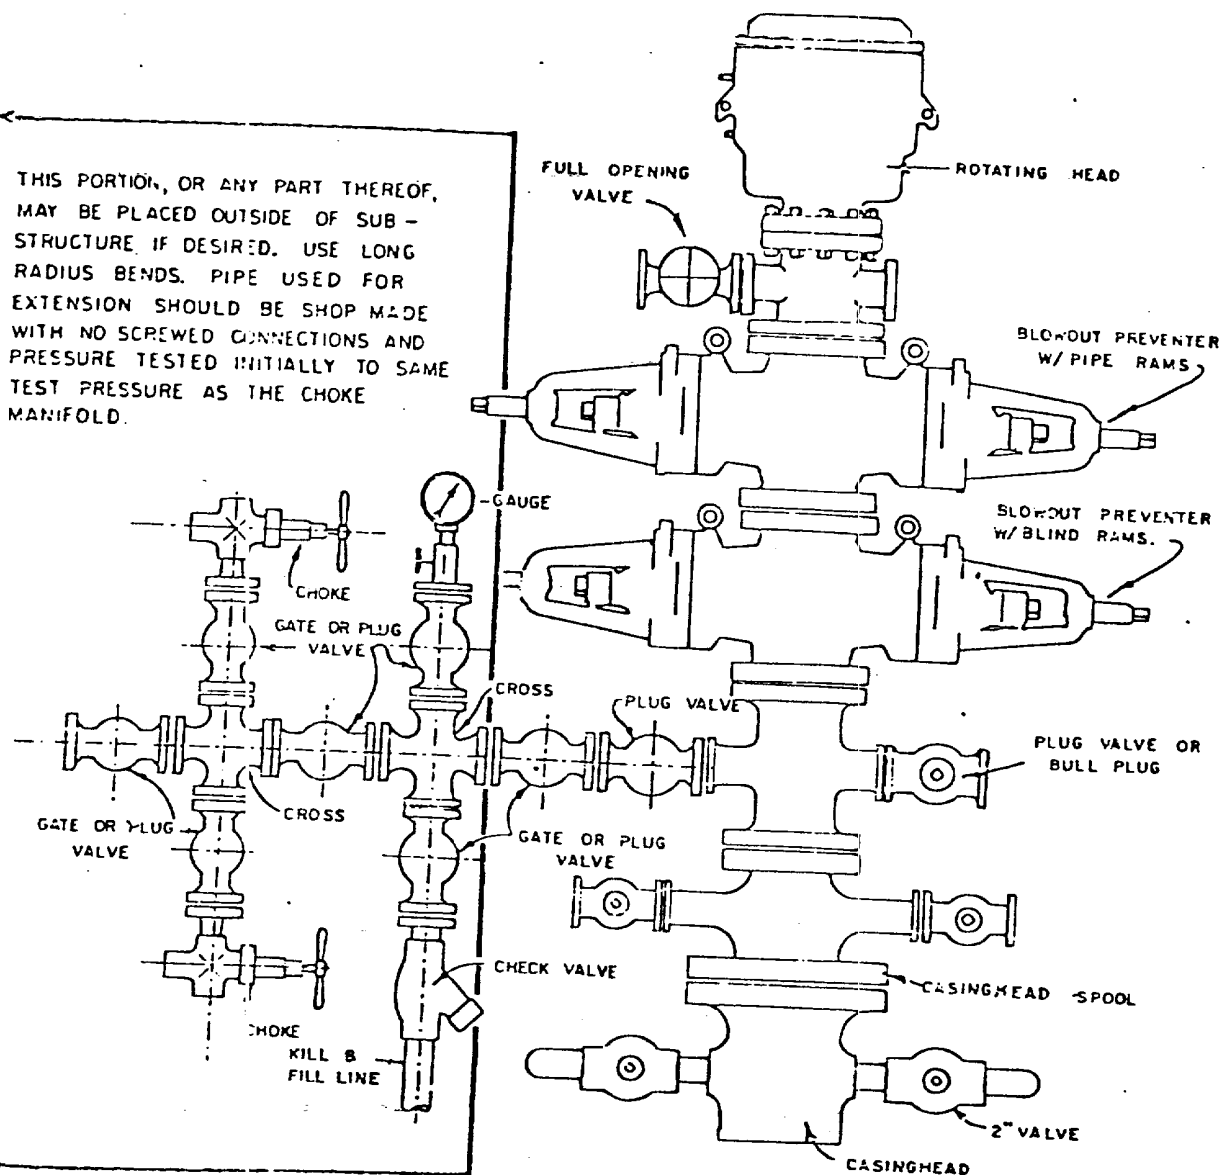 THIS PORTION, OR ANY PART THEREOF,
MAY BE PLACED OUTSIDE OF SUB-
STRUCTURE IF DESIRED. USE LONG
RADIUS BENDS. PIPE USED FOR
EXTENSION SHOULD BE SHOP MADE
WITH NO SCREWED CONNECTIONS AND
PRESSURE TESTED INITIALLY TO SAME
TEST PRESSURE AS THE CHOKE
MANIFOLD.
FULL OPENING
VALVE
ROTATING HEAD
BLOWOUT PREVENTER
W/ PIPE RAMS
GAUGE
BLOWOUT PREVENTER
W/ BLIND RAMS.
CHOKE
GATE OR PLUG
VALVE
CROSS
PLUG VALVE
PLUG VALVE OR
BULL PLUG
CROSS
GATE OR PLUG
VALVE
GATE OR PLUG
VALVE
CHECK VALVE
CASINGHEAD SPOOL
CHOKE
KILL &
FILL LINE
2" VALVE
CASINGHEAD